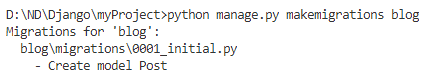 D:\ND\Django\myProject>python manage.py makemigrations blog
Migrations for 'blog':
  blog\migrations\0001_initial.py
    - Create model Post